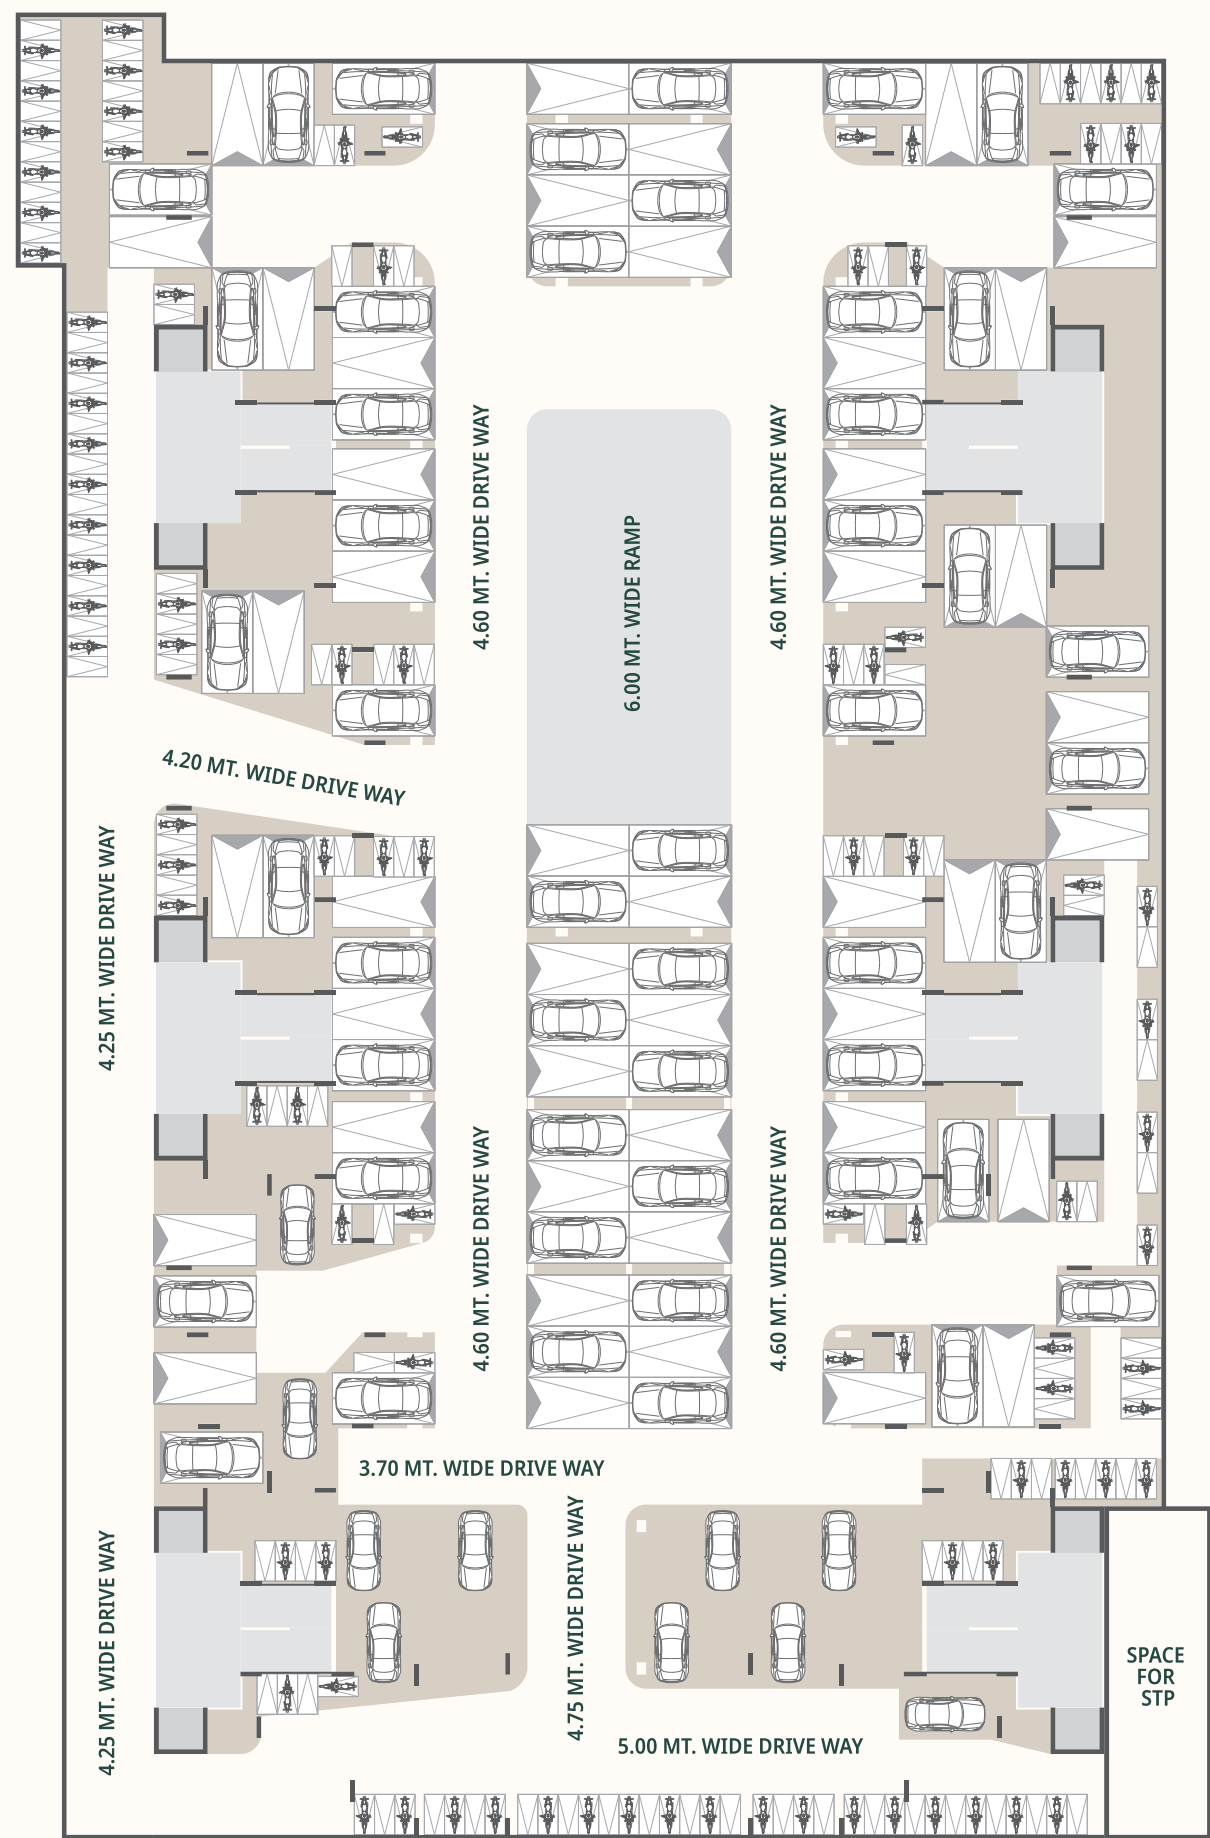 4.60 MT. WIDE DRIVE WAY
4.60 MT. WIDE DRIVE WAY
6.00 MT. WIDE RAMP
4.20 MT. WIDE DRIVE WAY
4.25 MT. WIDE DRIVE WAY
4.60 MT. WIDE DRIVE WAY
4.60 MT. WIDE DRIVE WAY
3.70 MT. WIDE DRIVE WAY
4.75 MT. WIDE DRIVE WAY
4.25 MT. WIDE DRIVE WAY
SPACE
FOR
STP
5.00 MT. WIDE DRIVE WAY